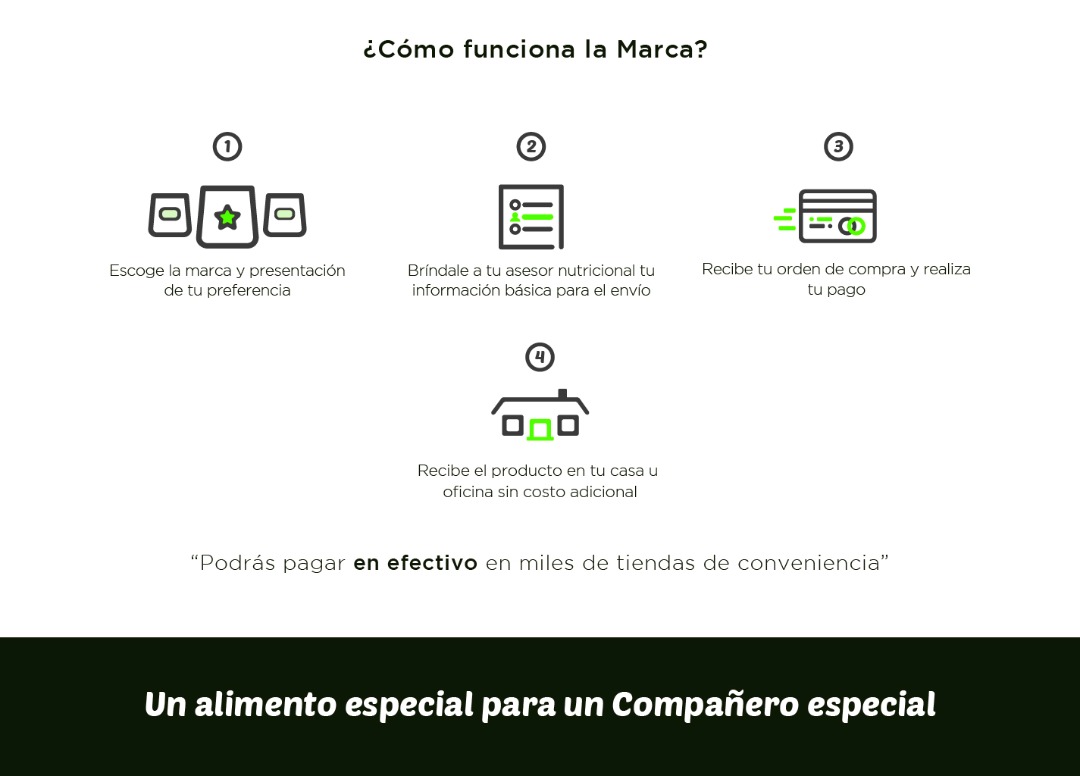 ¿Cómo funciona la Marca?
1
Escoge la marca y presentación
de tu preferencia
2
Bríndale a tu asesor nutricional tu
información básica para el envío
3
Recibe tu orden de compra y realiza
tu pago
4
Recibe el producto en tu casa u
oficina sin costo adicional
“Podrás pagar en efectivo en miles de tiendas de conveniencia”
Un alimento especial para un Compañero especial